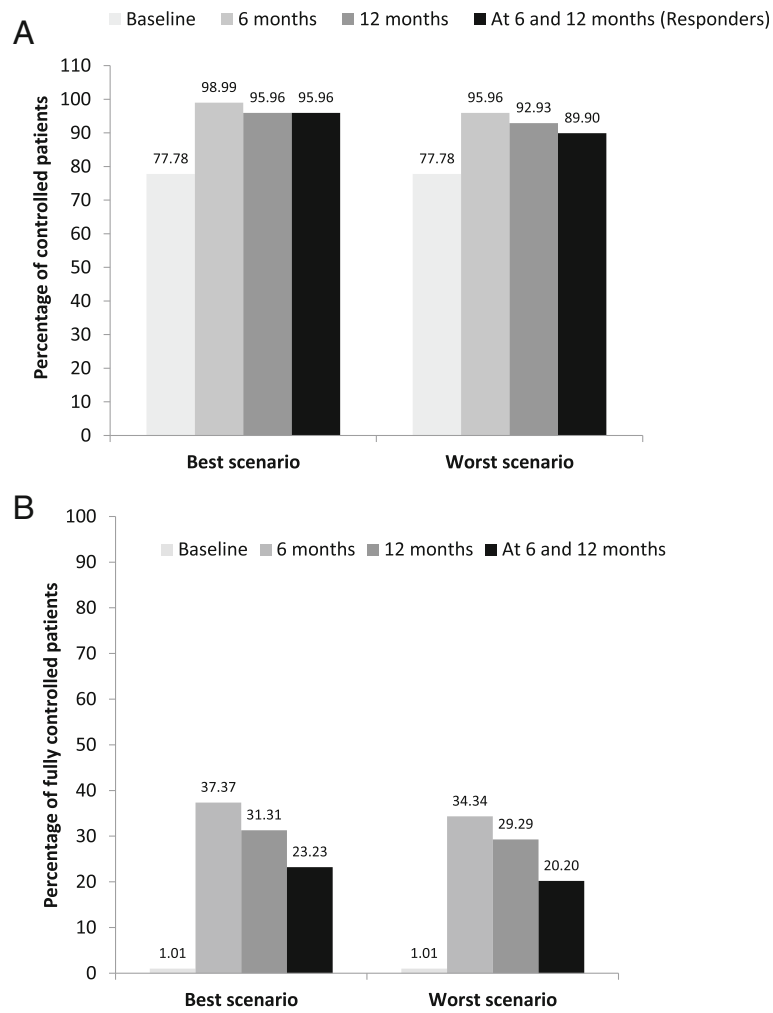 A
Baseline 6 months 12 months At 6 and 12 months (Responders)
Percentage of controlled patients
110
100
90
80
70
60
50
40
30
20
10
0
77.78 98.99 95.96 95.96 77.78 95.96 92.93 89.90
Best scenario Worst scenario
B
Baseline 6 months 12 months At 6 and 12 months
Percentage of fully controlled patients
100
90
80
70
60
50
40
30
20
10
0
1.01 37.37 31.31 23.23 1.01 34.34 29.29 20.20
Best scenario Worst scenario